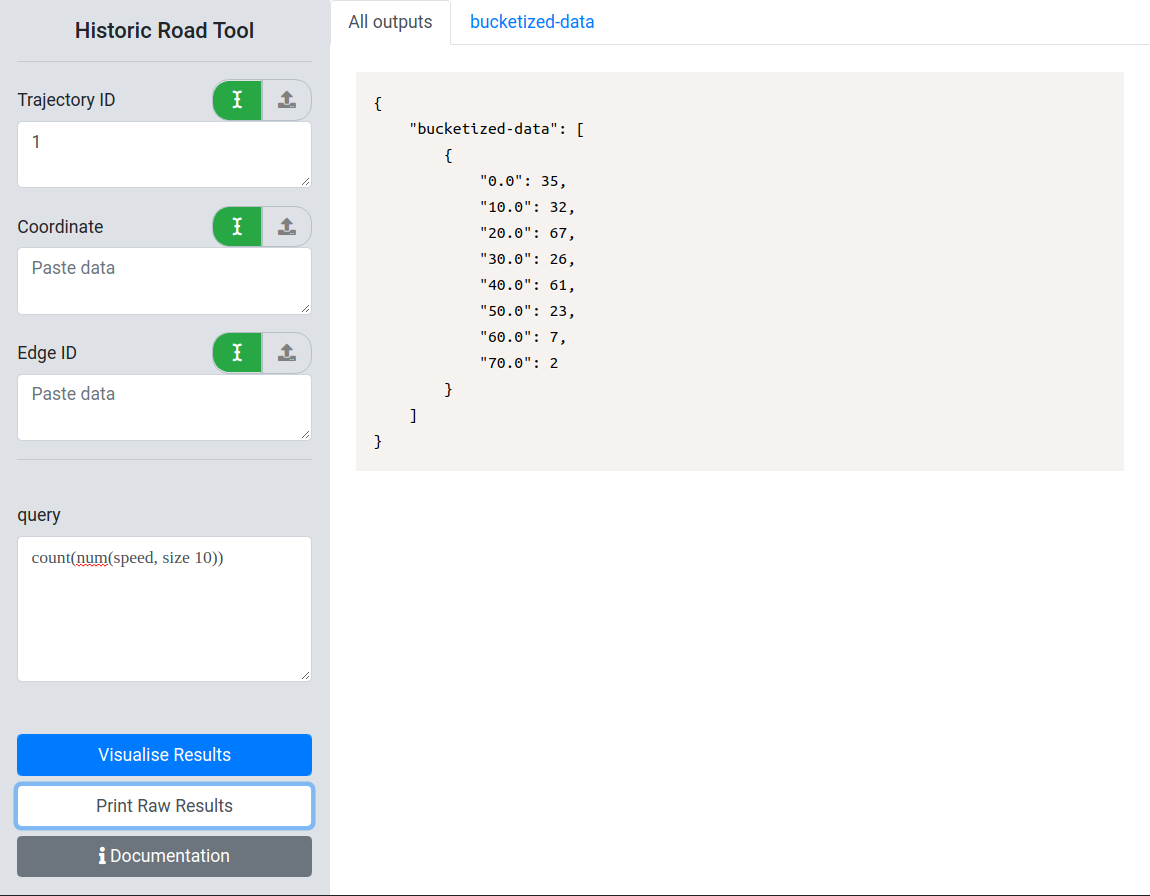 Historic Road Tool
Trajectory ID
1
Coordinate
Paste data
Edge ID
Paste data
query
count(num(speed, size 10))
Visualise Results
Print Raw Results
Documentation
All outputs
bucketized-data
{
"bucketized-data": [
{
"0.0": 35,
"10.0": 32,
"20.0": 67,
"30.0": 26,
"40.0": 61,
"50.0": 23,
"60.0": 7,
"70.0": 2
}
]
}